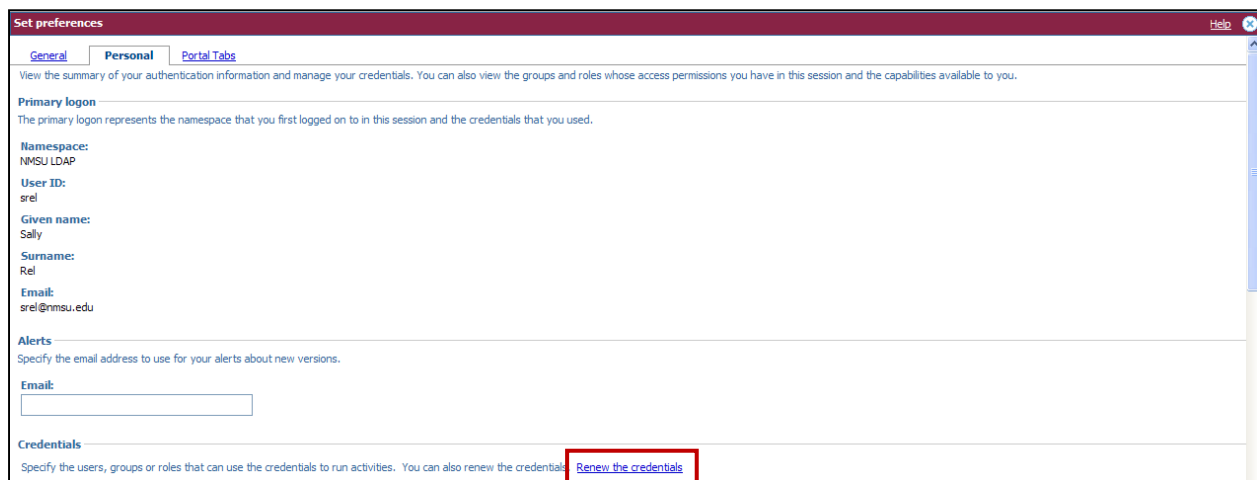 Set preferences Help
General Personal Portal Tabs
View the summary of your authentication information and manage your credentials. You can also view the groups and roles whose access permissions you have in this session and the capabilities available to you.
Primary logon
The primary logon represents the namespace that you first logged on to in this session and the credentials that you used.
Namespace:
NMSU LDAP
User ID:
srel
Given name:
Sally
Surname:
Rel
Email:
srel@nmsu.edu
Alerts
Specify the email address to use for your alerts about new versions.
Email:
Credentials
Specify the users, groups or roles that can use the credentials to run activities. You can also renew the credential Renew the credentials